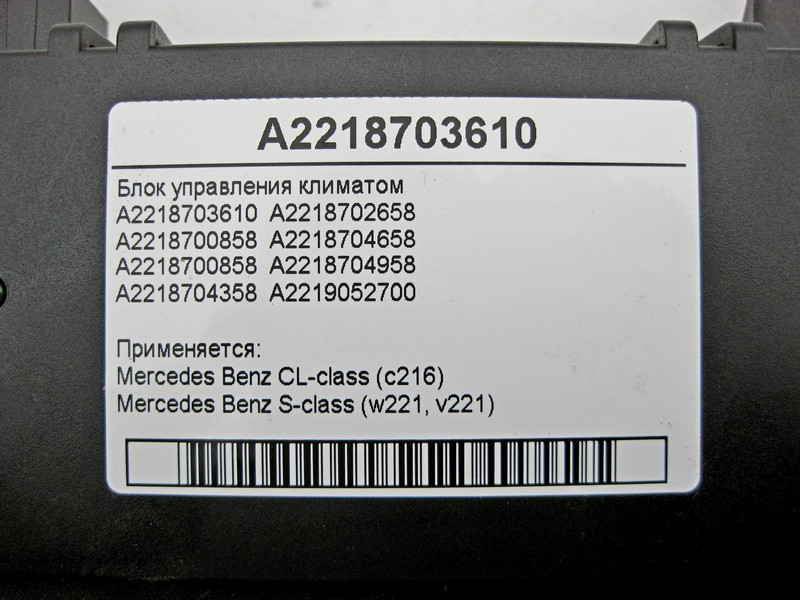 A2218703610
Блок управления климатом
A2218703610 A2218702658
A2218700858 A2218704658
A2218700858 A2218704958
A2218704358 A2219052700
Применяется:
Mercedes Benz CL-class (c216)
Mercedes Benz S-class (w221, v221)